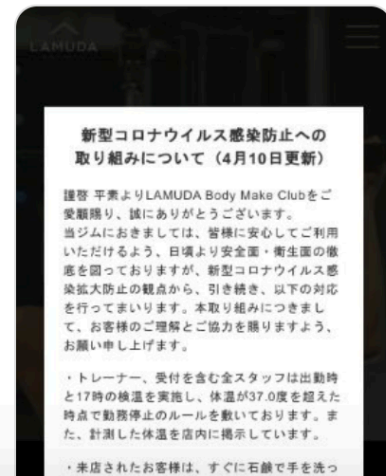 LAMUDA
新型コロナウイルス感染防止への
取り組みについて（4月10日更新）
謹啓 平素よりLAMUDA Body Make Clubをご
愛顧賜り、誠にありがとうございます。
当ジムにおきましては、皆様に安心してご利用
いただけるよう、日頃より安全面・衛生面の徹
底を図っておりますが、新型コロナウイルス感
染拡大防止の観点から、引き続き、以下の対応
を行ってまいります。本取り組みにつきまし
て、お客様のご理解とご協力を賜りますよう、
お願い申し上げます。
・トレーナー、受付を含む全スタッフは出勤時
と17時の検温を実施し、体温が37.0度を超えた
時点で勤務停止のルールを敷いております。ま
た、計測した体温を店内に掲示しています。
・来店されたお客様は、すぐに石鹸で手を洗っ